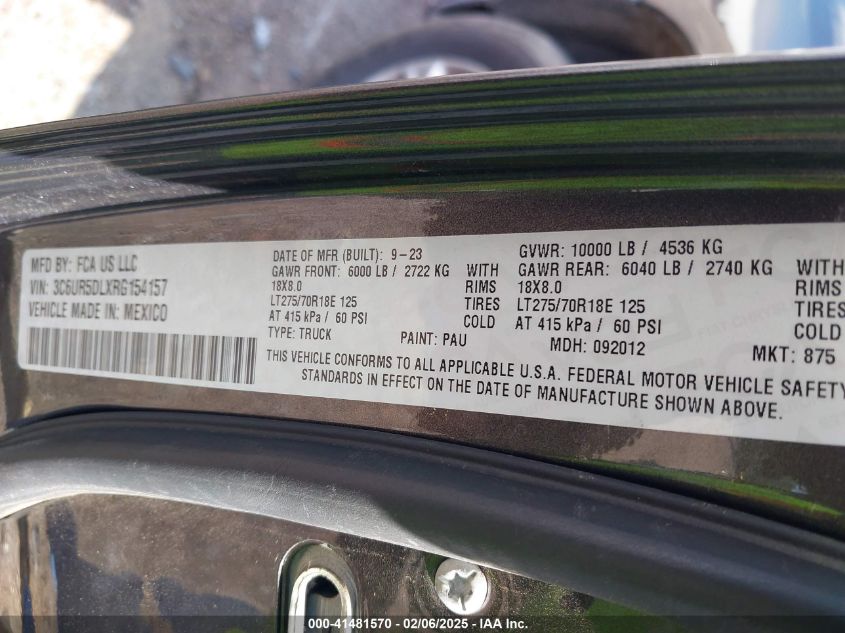 MFD BY: FCA US LLC
VIN: 3C6UR5DLXRG154157
VEHICLE MADE IN: MEXICO
DATE OF MFR (BUILT): 9-23
GVWR: 10000 LB / 4536 KG
GAWR FRONT: 6000 LB / 2722 KG WITH GAWR REAR: 6040 LB / 2740 KG WITH
18X8.0 RIMS 18X8.0 RIMS
LT275/70R18E 125 TIRES LT275/70R18E 125 TIRES
AT 415 kPa / 60 PSI COLD AT 415 kPa / 60 PSI COLD
TYPE: TRUCK PAINT: PAU MDH: 092012 MKT: 875
THIS VEHICLE CONFORMS TO ALL APPLICABLE U.S.A. FEDERAL MOTOR VEHICLE SAFETY
STANDARDS IN EFFECT ON THE DATE OF MANUFACTURE SHOWN ABOVE.
000-41481570 - 02/06/2025 - © IAA Inc.